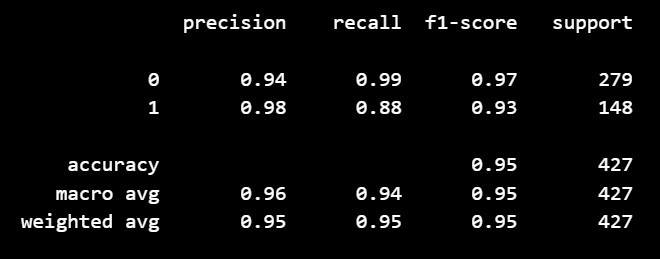 precision recall f1-score support
0 0.94 0.99 0.97 279
1 0.98 0.88 0.93 148
accuracy 0.95 427
macro avg 0.96 0.94 0.95 427
weighted avg 0.95 0.95 0.95 427